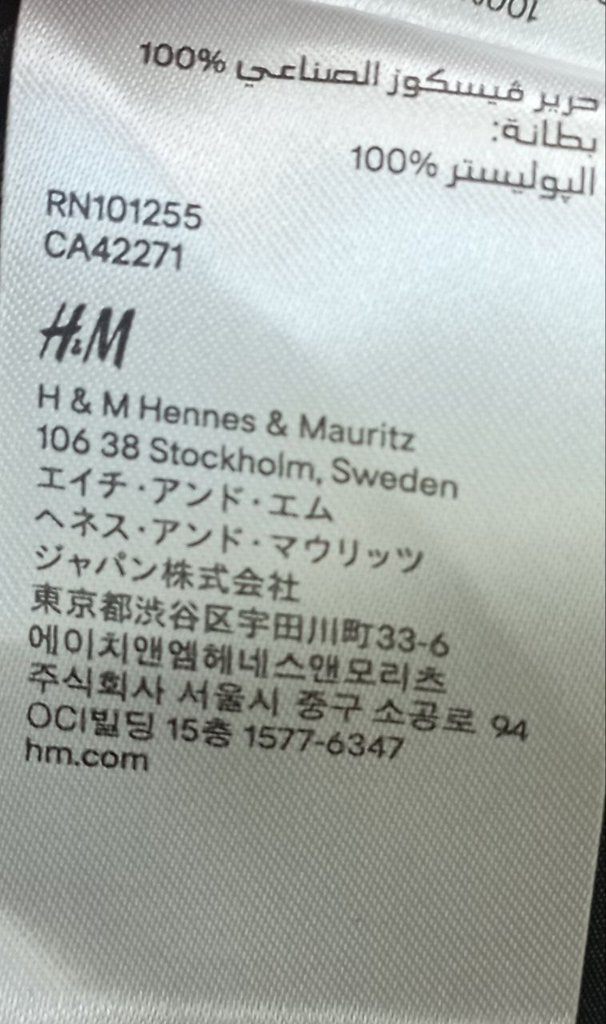 حرير ڤيسكوز الصناعي %100
بطانة:
الپوليستر %100
RN101255
CA42271
H&M
H & M Hennes & Mauritz
106 38 Stockholm, Sweden
エイチ・アンド・エム
ヘネス・アンド・マウリッツ
ジャパン株式会社
東京都渋谷区宇田川町33-6
에이치앤엠헤네스앤모리츠
주식회사 서울시 중구 소공로 94
OCI빌딩 15층 1577-6347
hm.com